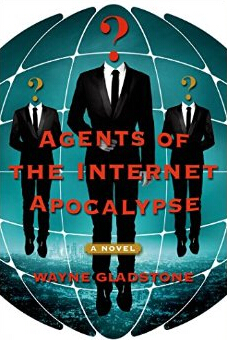 ?
? ?
AGENTS OF
THE INTERNET
APOCALYPSE
A NOVEL
WAYNE GLADSTONE